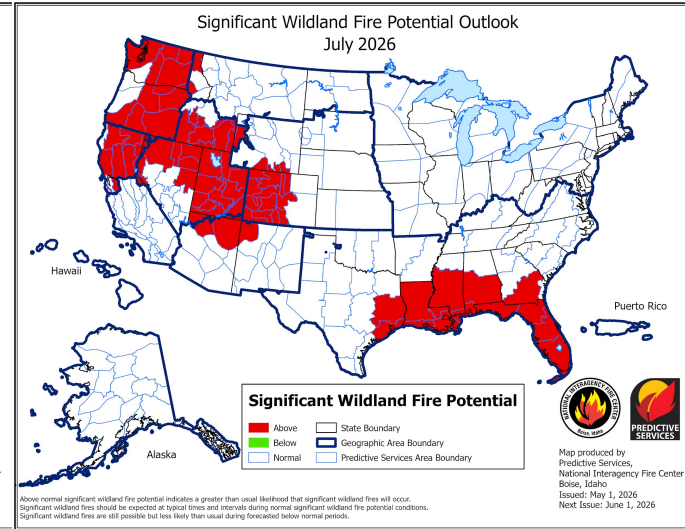 Significant Wildland Fire Potential Outlook
July 2026
Hawaii
Puerto Rico
Alaska
Significant Wildland Fire Potential
Above
State Boundary
Below
Geographic Area Boundary
Normal
Predictive Services Area Boundary
NATIONAL INTERAGENCY FIRE CENTER
Boise, Idaho
PREDICTIVE
SERVICES
Map produced by
Predictive Services,
National Interagency Fire Center
Boise, Idaho
Issued: May 1, 2026
Next Issue: June 1, 2026
Above normal significant wildland fire potential indicates a greater than usual likelihood that significant wildland fires will occur.
Significant wildland fires should be expected at typical times and intervals during normal significant wildland fire potential conditions.
Significant wildland fires are still possible but less likely than usual during forecasted below normal periods.